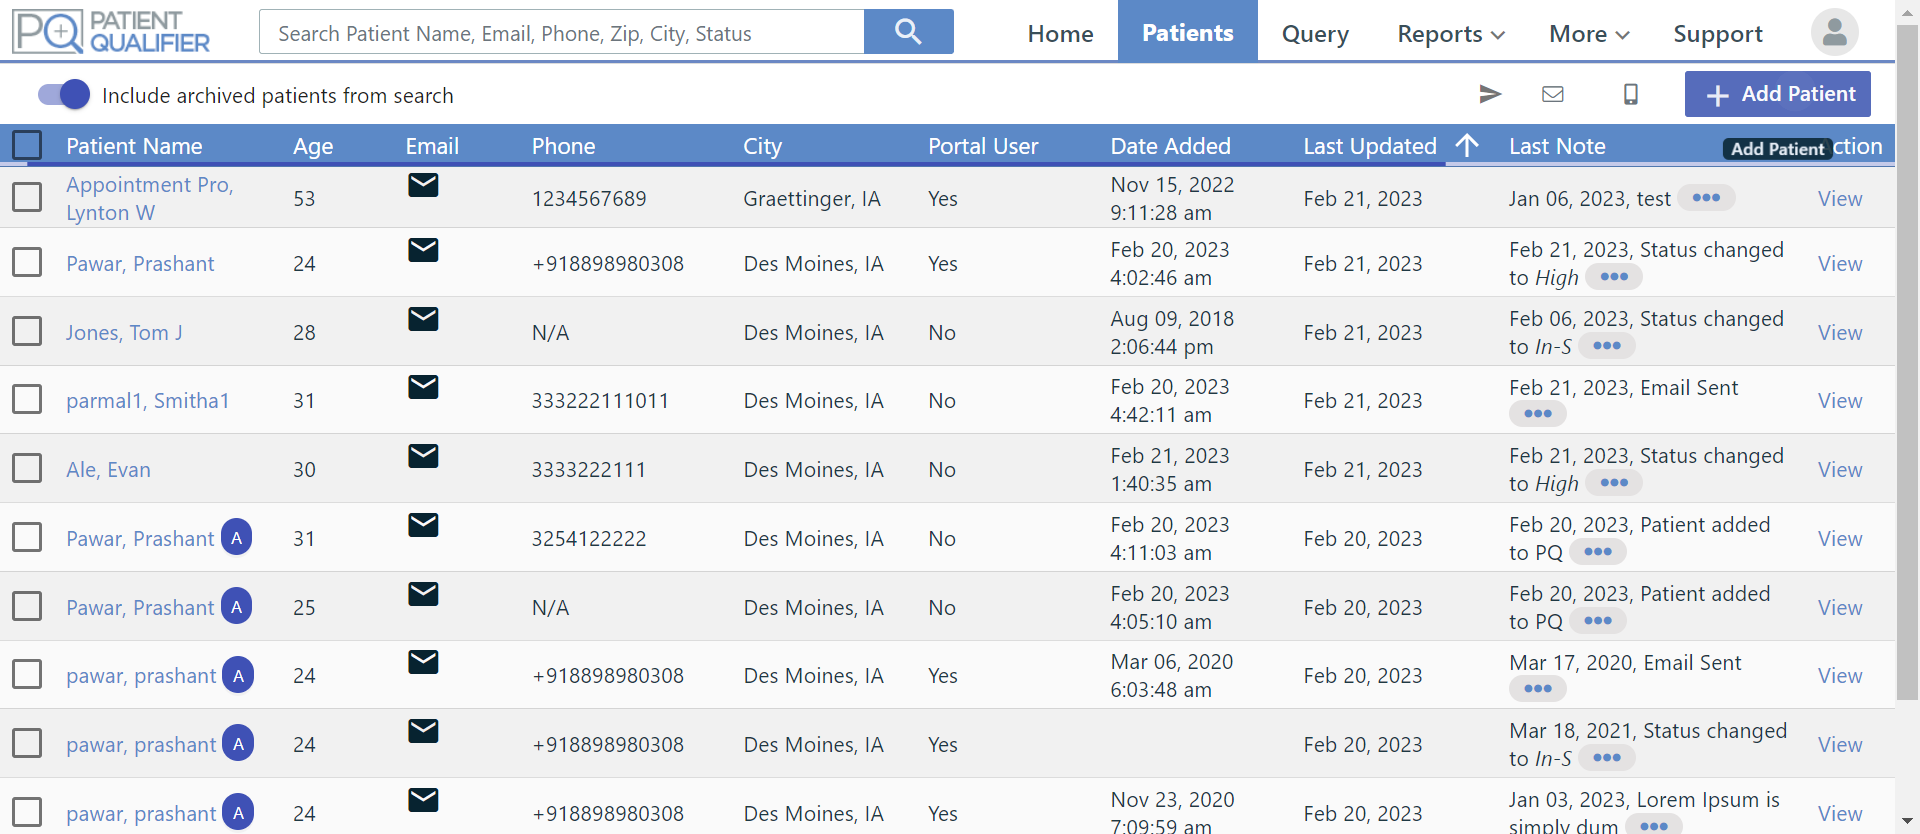 PQ PATIENT QUALIFIER
Search Patient Name, Email, Phone, Zip, City, Status
Home Patients Query Reports More Support
Include archived patients from search
Add Patient
Patient Name Age Email Phone City Portal User Date Added Last Updated Last Note ction
Add Patient
Appointment Pro, Lynton W 53 1234567689 Graettinger, IA Yes Nov 15, 2022 9:11:28 am Feb 21, 2023 Jan 06, 2023, test ••• View
Pawar, Prashant 24 +918898980308 Des Moines, IA Yes Feb 20, 2023 4:02:46 am Feb 21, 2023 Feb 21, 2023, Status changed to High ••• View
Jones, Tom J 28 N/A Des Moines, IA No Aug 09, 2018 2:06:44 pm Feb 21, 2023 Feb 06, 2023, Status changed to In-S ••• View
parmal1, Smitha1 31 333222111011 Des Moines, IA No Feb 20, 2023 4:42:11 am Feb 21, 2023 Feb 21, 2023, Email Sent ••• View
Ale, Evan 30 3333222111 Des Moines, IA No Feb 21, 2023 1:40:35 am Feb 21, 2023 Feb 21, 2023, Status changed to High ••• View
Pawar, Prashant A 31 3254122222 Des Moines, IA No Feb 20, 2023 4:11:03 am Feb 20, 2023 Feb 20, 2023, Patient added to PQ ••• View
Pawar, Prashant A 25 N/A Des Moines, IA No Feb 20, 2023 4:05:10 am Feb 20, 2023 Feb 20, 2023, Patient added to PQ ••• View
pawar, prashant A 24 +918898980308 Des Moines, IA Yes Mar 06, 2020 6:03:48 am Feb 20, 2023 Mar 17, 2020, Email Sent ••• View
pawar, prashant A 24 +918898980308 Des Moines, IA Yes Feb 20, 2023 Mar 18, 2021, Status changed to In-S ••• View
pawar, prashant A 24 +918898980308 Des Moines, IA Yes Nov 23, 2020 7:09:59 am Feb 20, 2023 Jan 03, 2023, Lorem Ipsum is simply dum ••• View